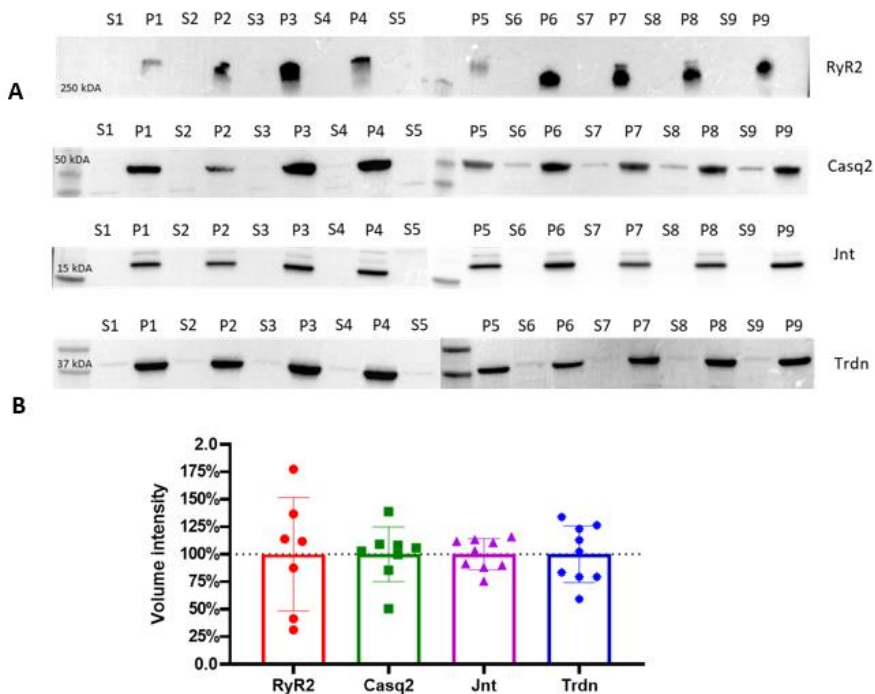 A
S1 P1 S2 P2 S3 P3 S4 P4 S5 P5 S6 P6 S7 P7 S8 P8 S9 P9
250 kDA
RyR2
S1 P1 S2 P2 S3 P3 S4 P4 S5 P5 S6 P6 S7 P7 S8 P8 S9 P9
50 kDA
Casq2
S1 P1 S2 P2 S3 P3 S4 P4 S5 P5 S6 P6 S7 P7 S8 P8 S9 P9
15 kDA
Jnt
S1 P1 S2 P2 S3 P3 S4 P4 S5 P5 S6 P6 S7 P7 S8 P8 S9 P9
37 kDA
Trdn
B
Volume intensity
2.0
175%
150%
125%
100%
75%
50%
25%
0.0
RyR2 Casq2 Jnt Trdn